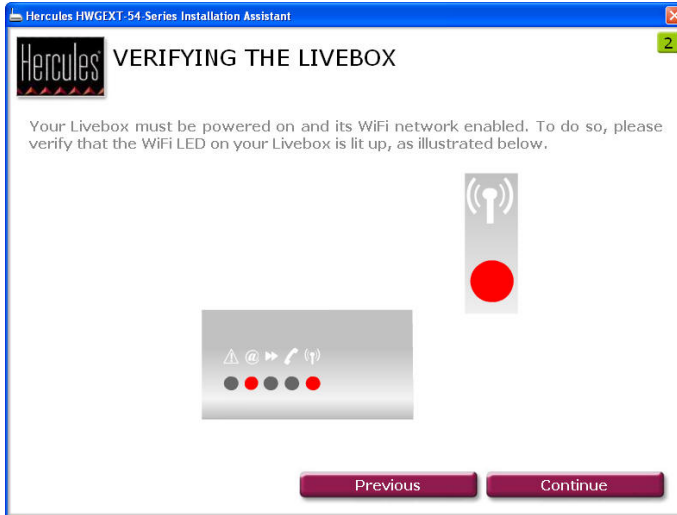 Hercules HWGEXT-54-Series Installation Assistant
2
Hercules
VERIFYING THE LIVEBOX
Your Livebox must be powered on and its WiFi network enabled. To do so, please
verify that the WiFi LED on your Livebox is lit up, as illustrated below.
Previous
Continue